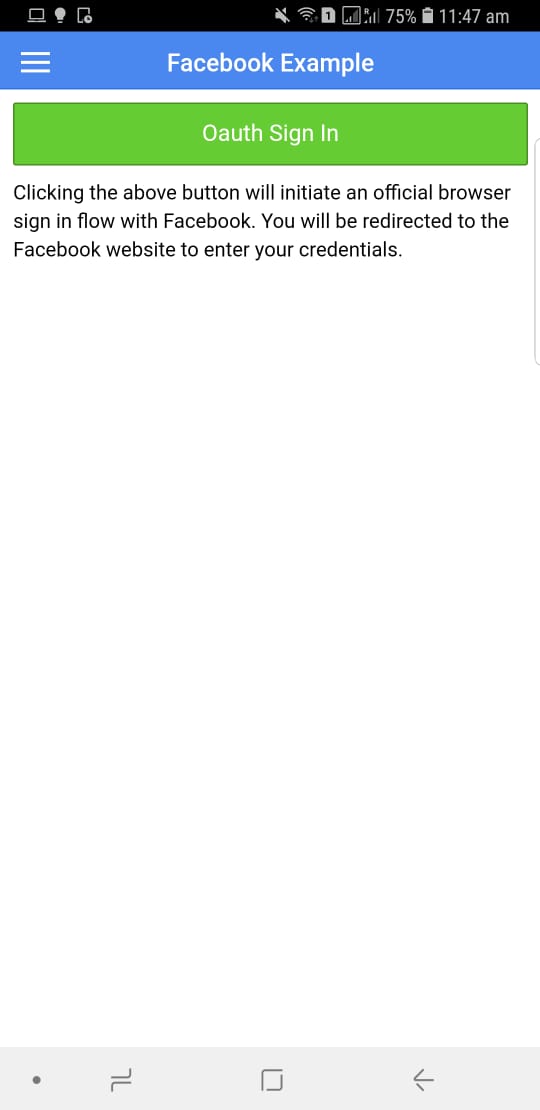 75% 11:47 am
Facebook Example
Oauth Sign In
Clicking the above button will initiate an official browser
sign in flow with Facebook. You will be redirected to the
Facebook website to enter your credentials.